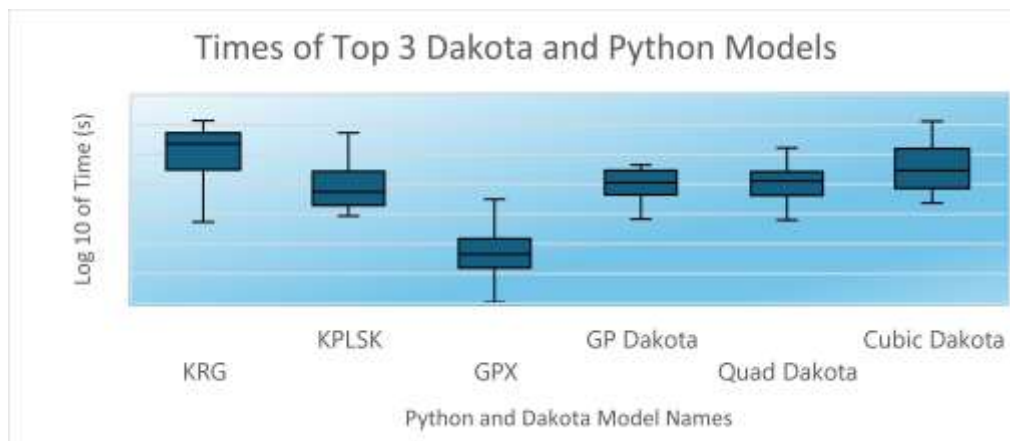 Times of Top 3 Dakota and Python Models
Log 10 of Time (s)
KPLSK GP Dakota Cubic Dakota
KRG GPX Quad Dakota
Python and Dakota Model Names